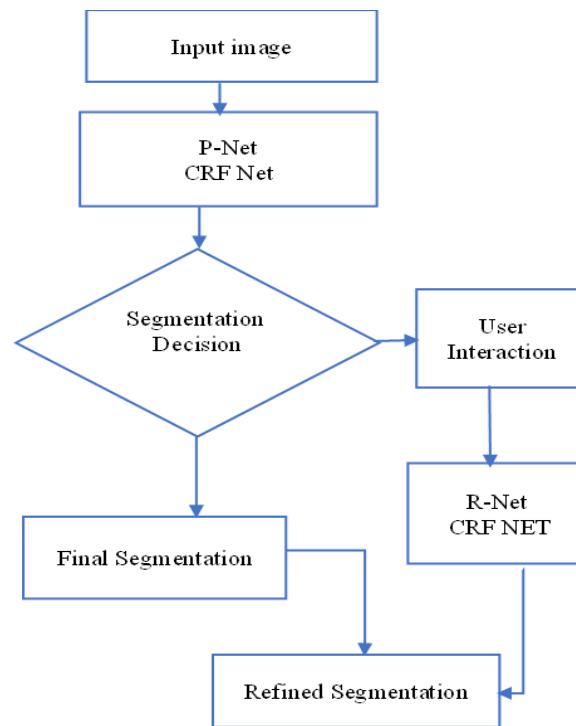 Input image
P-Net
CRF Net
Segmentation
Decision
User
Interaction
R-Net
CRF NET
Final Segmentation
Refined Segmentation